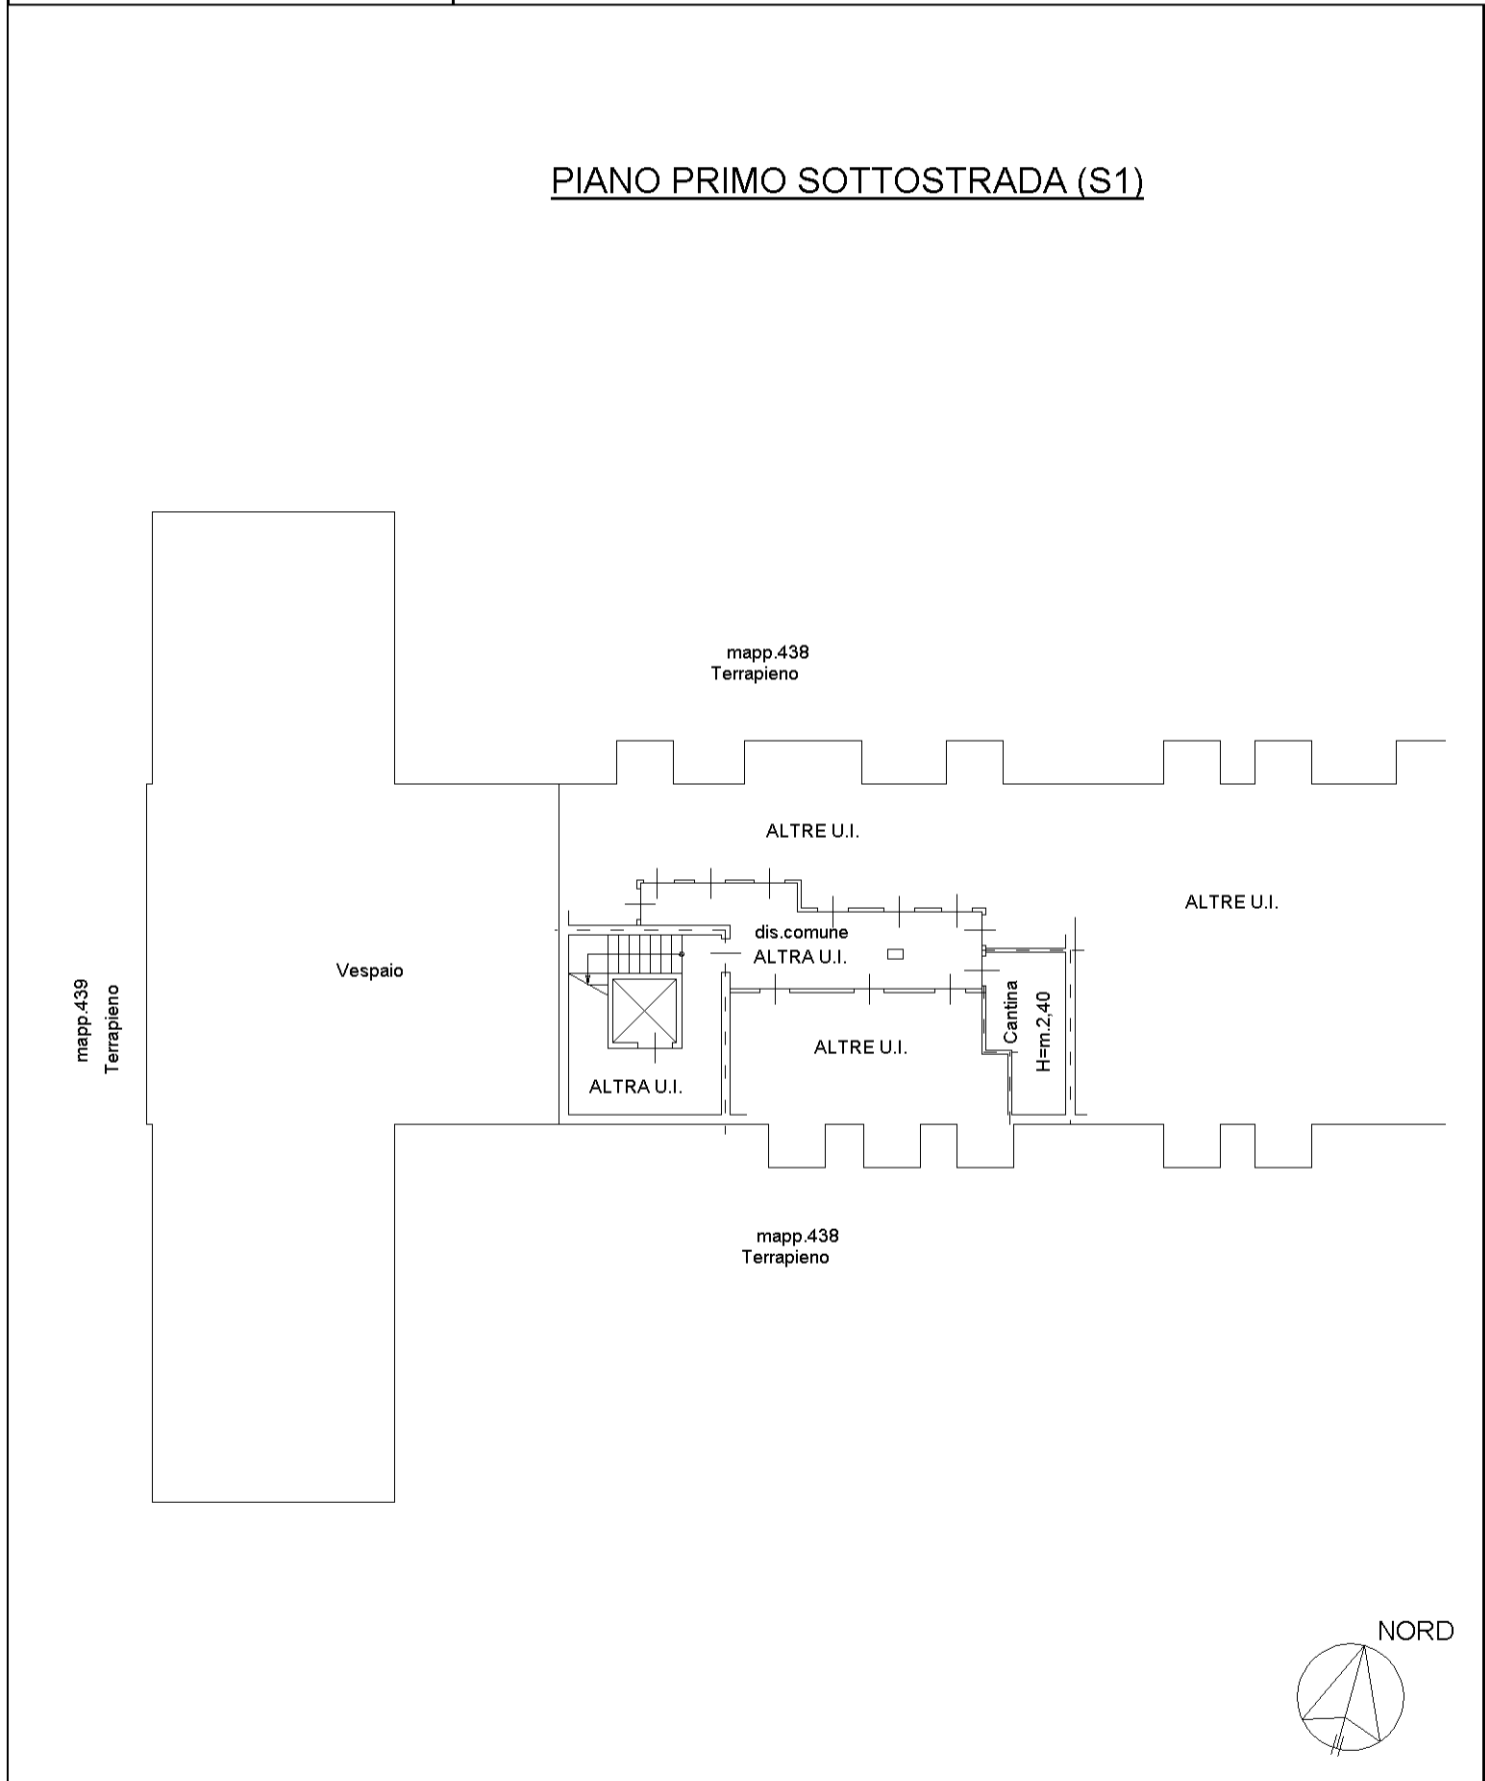 PIANO PRIMO SOTTOSTRADA (S1)
mapp.438
Terrapieno
ALTRE U.I.
ALTRE U.I.
dis.comune
ALTRA U.I.
Vespaio
mapp.439
Terrapieno
Cantina
H=m.2,40
ALTRE U.I.
ALTRA U.I.
mapp.438
Terrapieno
NORD